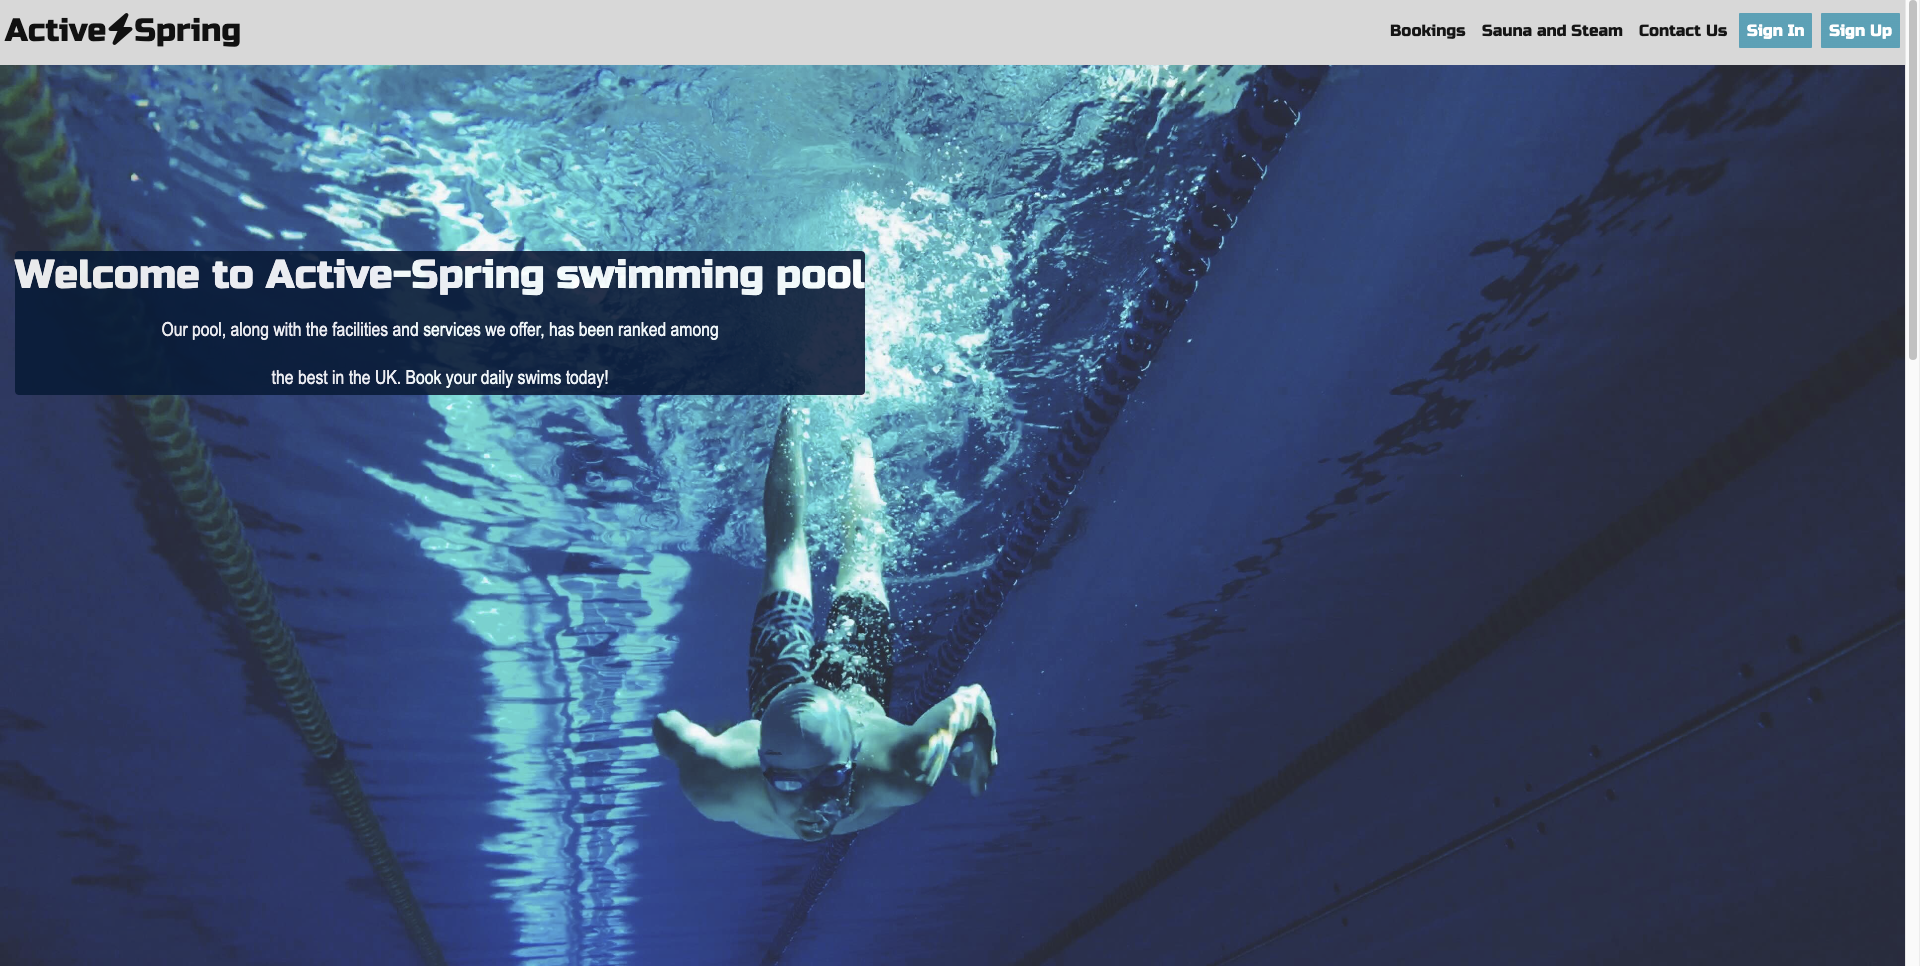 Active Spring
Bookings Sauna and Steam Contact Us Sign In Sign Up
Welcome to Active-Spring swimming pool
Our pool, along with the facilities and services we offer, has been ranked among
the best in the UK. Book your daily swims today!